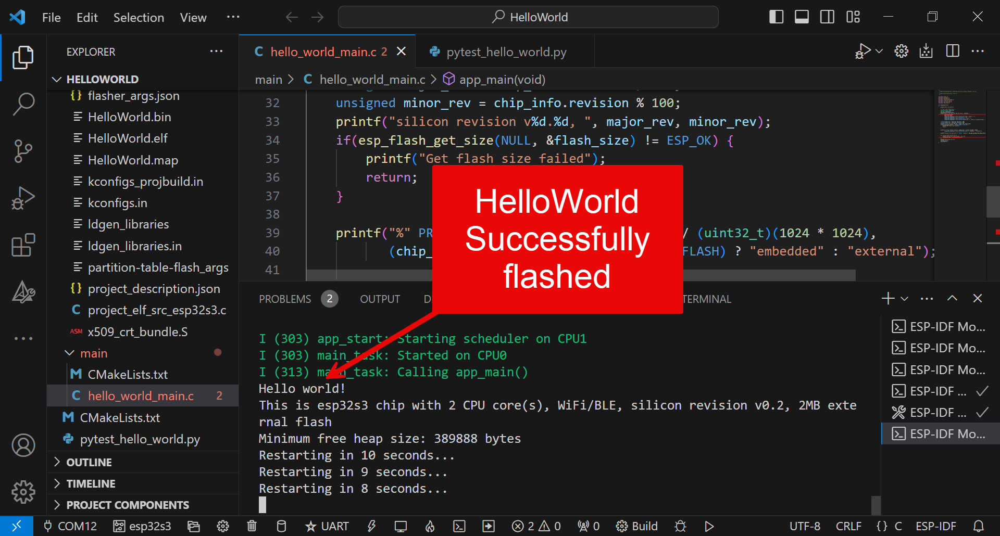 File Edit Selection View ···
HelloWorld
EXPLORER ···
HELLOWORLD
{} flasher_args.json
HelloWorld.bin
HelloWorld.elf
HelloWorld.map
kconfigs_projbuild.in
kconfigs.in
ldgen_libraries
ldgen_libraries.in
partition-table-flash_args
{} project_description.json
C project_elf_src_esp32s3.c
ASM x509_crt_bundle.S
main
M CMakeLists.txt
C hello_world_main.c 2
M CMakeLists.txt
pytest_hello_world.py
OUTLINE
TIMELINE
PROJECT COMPONENTS
C hello_world_main.c 2
pytest_hello_world.py
main > C hello_world_main.c > app_main(void)
32 unsigned minor_rev = chip_info.revision % 100;
33 printf("silicon revision v%d.%d, ", major_rev, minor_rev);
34 if(esp_flash_get_size(NULL, &flash_size) != ESP_OK) {
35 printf("Get flash size failed");
36 return;
37 }
38
39 printf("%" PR / (uint32_t)(1024 * 1024),
40 (chip_ FLASH) ? "embedded" : "external");
41
HelloWorld
Successfully
flashed
PROBLEMS 2 OUTPUT D TERMINAL
I (303) app_start: Starting scheduler on CPU1
I (303) main_task: Started on CPU0
I (313) main_task: Calling app_main()
Hello world!
This is esp32s3 chip with 2 CPU core(s), WiFi/BLE, silicon revision v0.2, 2MB exte
rnal flash
Minimum free heap size: 389888 bytes
Restarting in 10 seconds...
Restarting in 9 seconds...
Restarting in 8 seconds...
ESP-IDF Mo...
ESP-IDF Mo...
ESP-IDF Mo...
ESP-IDF ...
ESP-IDF ...
ESP-IDF Mo...
COM12 esp32s3 UART 2 0 0 Build UTF-8 CRLF {} C ESP-IDF